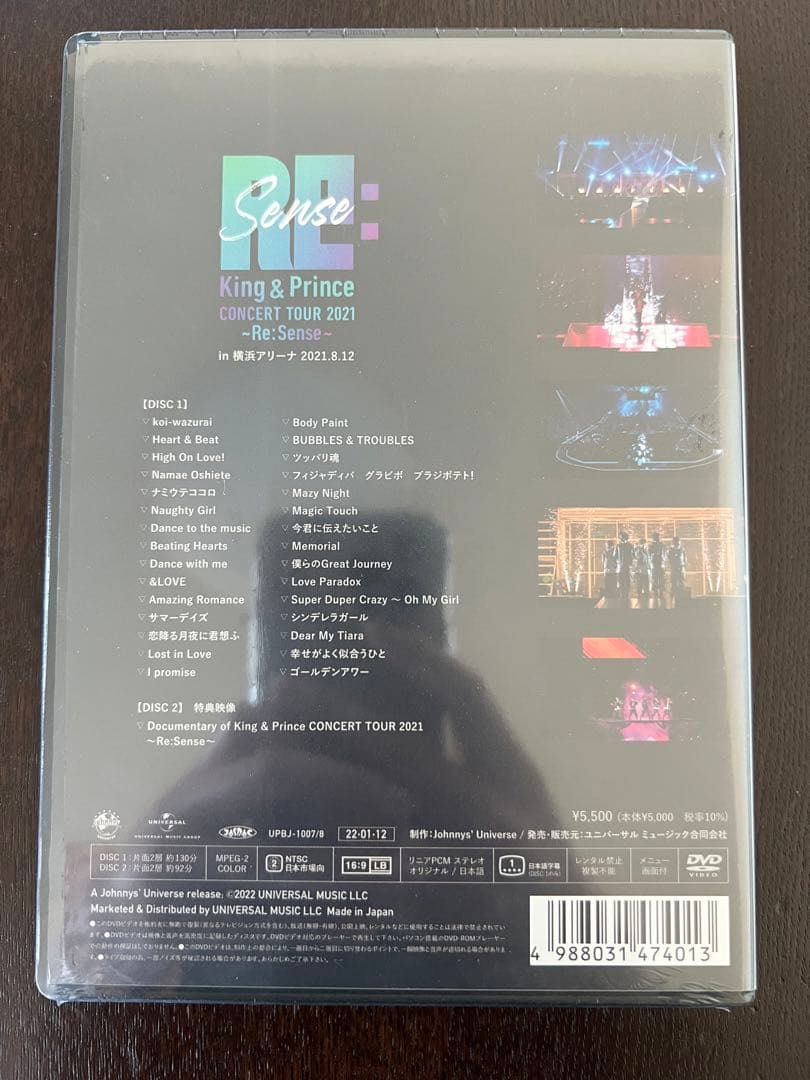 RE:
Sense
King & Prince
CONCERT TOUR 2021
~Re:Sense~
in 横浜アリーナ 2021.8.12
【DISC 1】
▽ koi-wazurai
▽ Heart & Beat
▽ High On Love!
▽ Namae Oshiete
▽ ナミウテココロ
▽ Naughty Girl
▽ Dance to the music
▽ Beating Hearts
▽ Dance with me
▽ &LOVE
▽ Amazing Romance
▽ サマーデイズ
▽ 恋降る月夜に君想ふ
▽ Lost in Love
▽ I promise
▽ Body Paint
▽ BUBBLES & TROUBLES
▽ ツッパリ魂
▽ フィジャディバ グラビボ ブラジポテト!
▽ Mazy Night
▽ Magic Touch
▽ 今君に伝えたいこと
▽ Memorial
▽ 僕らのGreat Journey
▽ Love Paradox
▽ Super Duper Crazy ~ Oh My Girl
▽ シンデレラガール
▽ Dear My Tiara
▽ 幸せがよく似合うひと
▽ ゴールデンアワー
【DISC 2】 特典映像
▽ Documentary of King & Prince CONCERT TOUR 2021
~Re:Sense~
¥5,500 (本体¥5,000 税率10%)
UNIVERSAL
UNIVERSAL MUSIC GROUP
UPBJ-1007/8
22·01·12
制作:Johnnys' Universe / 発売・販売元:ユニバーサル ミュージック合同会社
DISC 1:片面2層 約130分
DISC 2:片面2層 約92分
MPEG-2
COLOR
2 NTSC
日本市場向
16:9 LB
リニアPCM ステレオ
オリジナル / 日本語
1 日本語字幕
(DISC 1のみ)
レンタル禁止
複製不能
メニュー
画面付
DVD
VIDEO
A Johnnys' Universe release; ©2022 UNIVERSAL MUSIC LLC
Marketed & Distributed by UNIVERSAL MUSIC LLC Made in Japan
4 988031 474013